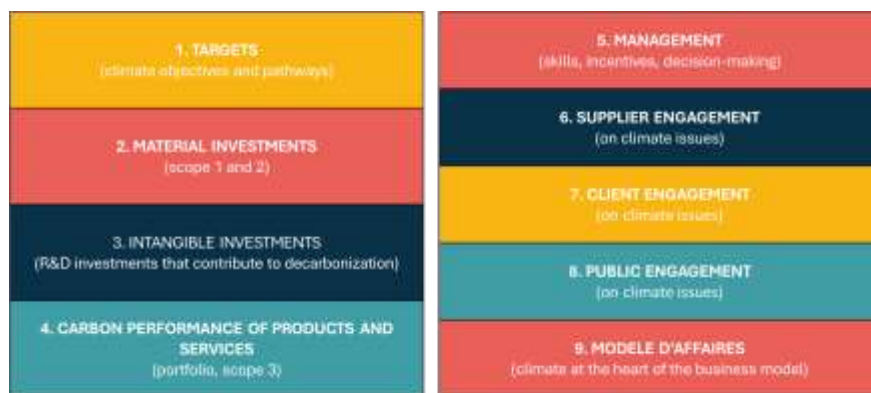 1. TARGETS
(climate objectives and pathways)
2. MATERIAL INVESTMENTS
(scope 1 and 2)
3. INTANGIBLE INVESTMENTS
(R&D investments that contribute to decarbonization)
4. CARBON PERFORMANCE OF PRODUCTS AND
SERVICES
(portfolio, scope 3)
5. MANAGEMENT
(skills, incentives, decision-making)
6. SUPPLIER ENGAGEMENT
(on climate issues)
7. CLIENT ENGAGEMENT
(on climate issues)
8. PUBLIC ENGAGEMENT
(on climate issues)
9. MODELE D'AFFAIRES
(climate at the heart of the business model)